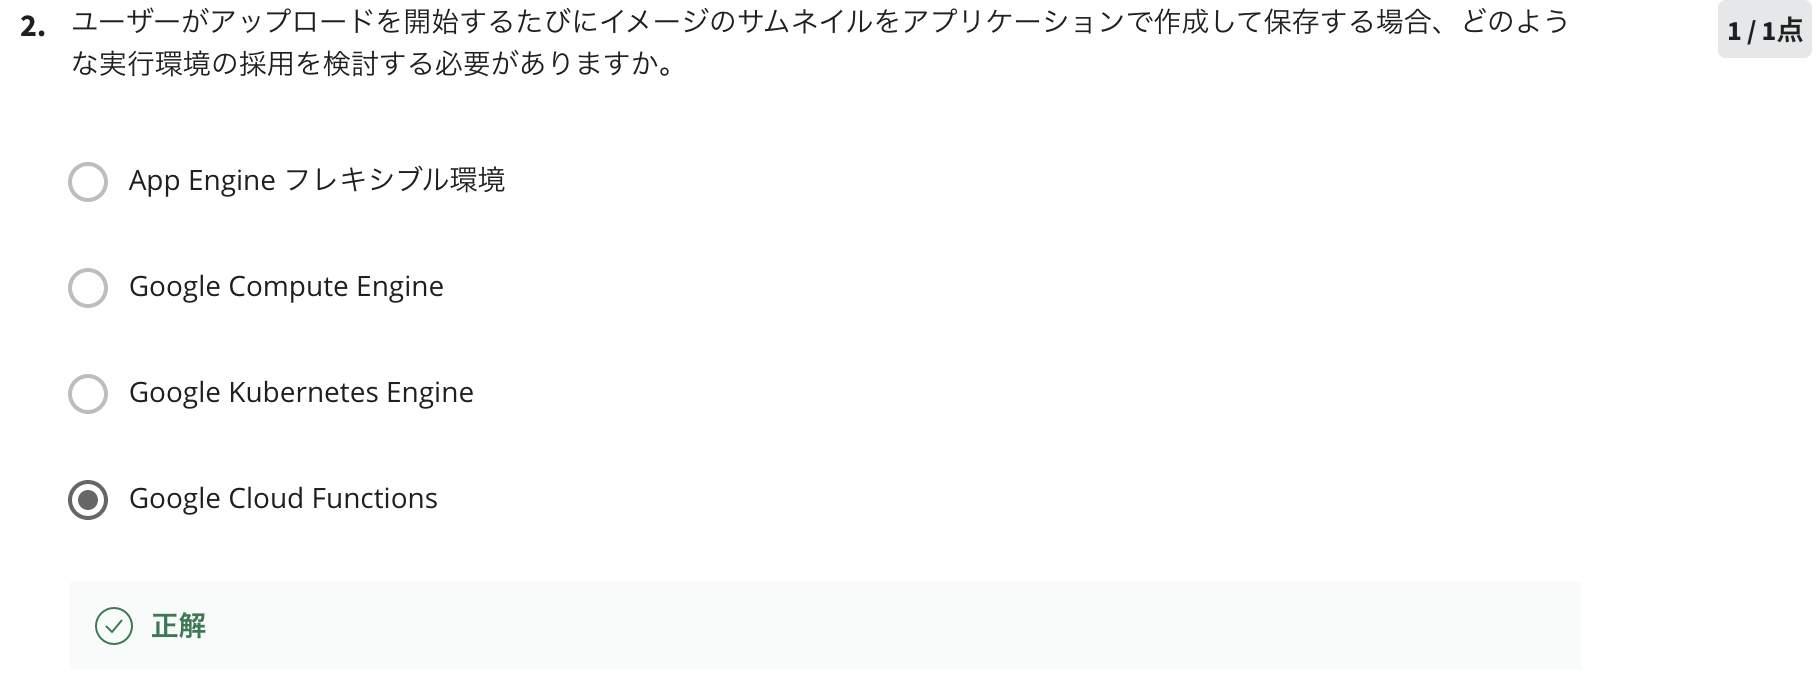 2. ユーザーがアップロードを開始するたびにイメージのサムネイルをアプリケーションで作成して保存する場合、どのよう
な実行環境の採用を検討する必要がありますか。
1 / 1点
App Engine フレキシブル環境
Google Compute Engine
Google Kubernetes Engine
Google Cloud Functions
正解